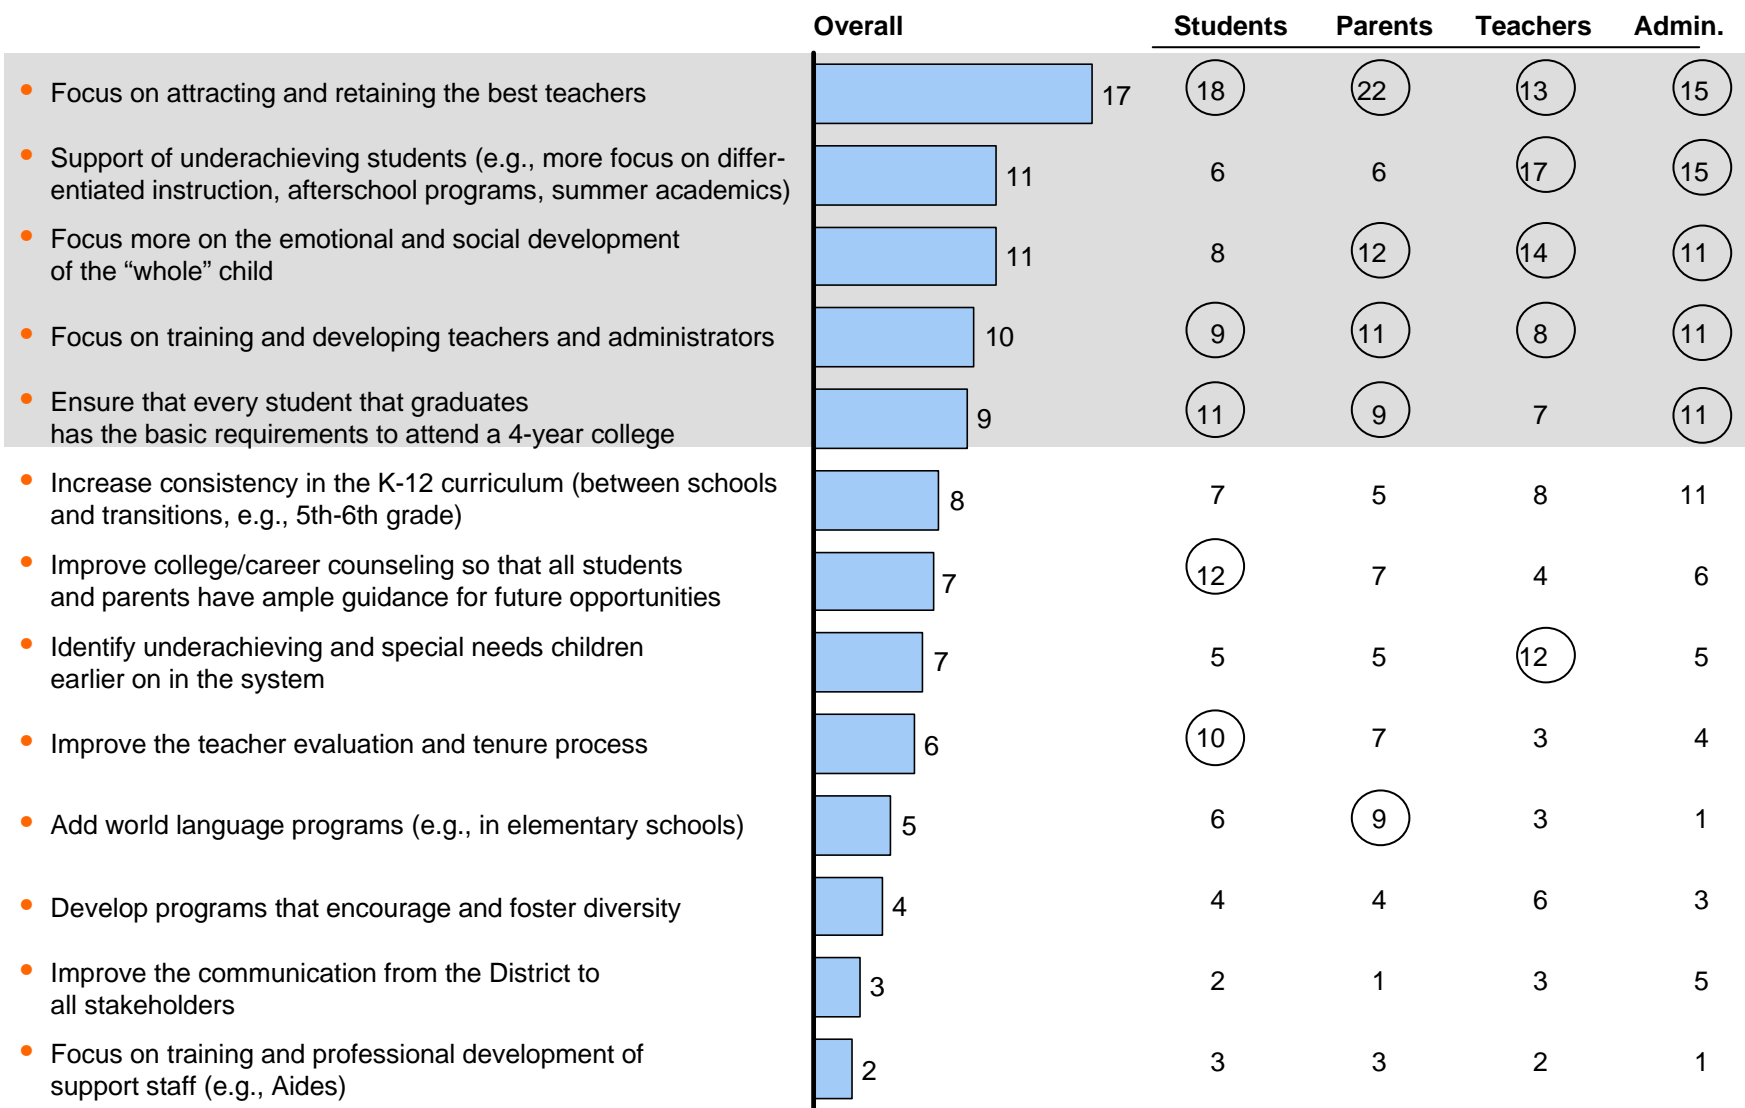 Overall Students Parents Teachers Admin.
• Focus on attracting and retaining the best teachers 17 18 22 13 15
• Support of underachieving students (e.g., more focus on differ-
entiated instruction, afterschool programs, summer academics) 11 6 6 17 15
• Focus more on the emotional and social development
of the “whole” child 11 8 12 14 11
• Focus on training and developing teachers and administrators 10 9 11 8 11
• Ensure that every student that graduates
has the basic requirements to attend a 4-year college 9 11 9 7 11
• Increase consistency in the K-12 curriculum (between schools
and transitions, e.g., 5th-6th grade) 8 7 5 8 11
• Improve college/career counseling so that all students
and parents have ample guidance for future opportunities 7 12 7 4 6
• Identify underachieving and special needs children
earlier on in the system 7 5 5 12 5
• Improve the teacher evaluation and tenure process 6 10 7 3 4
• Add world language programs (e.g., in elementary schools) 5 6 9 3 1
• Develop programs that encourage and foster diversity 4 4 4 6 3
• Improve the communication from the District to
all stakeholders 3 2 1 3 5
• Focus on training and professional development of
support staff (e.g., Aides) 2 3 3 2 1